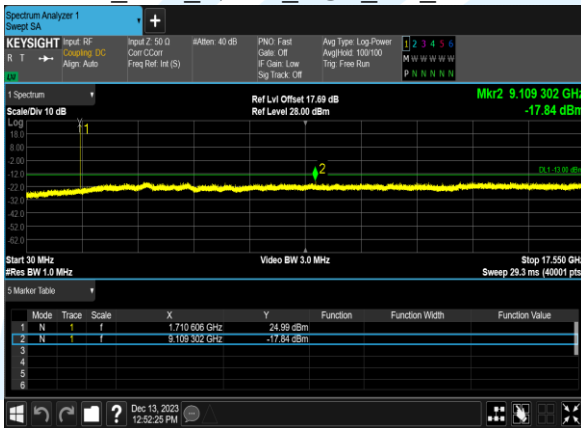 Spectrum Analyzer 1
Swept SA
KEYSIGHT Input: RF Input Z: 50 Ω #Atten: 40 dB PNO: Fast Avg Type: Log-Power 1 2 3 4 5 6
R T Coupling: DC Corr CCorr Gate: Off Avg|Hold: 100/100 M W W W W W
Align: Auto Freq Ref: Int (S) IF Gain: Low Trig: Free Run
Sig Track: Off P N N N N N
LV
1 Spectrum Ref Lvl Offset 17.69 dB Mkr2 9.109 302 GHz
Scale/Div 10 dB Ref Level 28.00 dBm -17.84 dBm
Log
18.0
8.00
-2.00
-12.0
-22.0
-32.0
-42.0
-52.0
-62.0
1
2
DL1 -13.00 dBm
Start 30 MHz Video BW 3.0 MHz Stop 17.550 GHz
#Res BW 1.0 MHz Sweep 29.3 ms (40001 pts
5 Marker Table
Mode Trace Scale X Y Function Function Width Function Value
1 N 1 f 1.710 606 GHz 24.99 dBm
2 N 1 f 9.109 302 GHz -17.84 dBm
3
4
5
6
? Dec 13, 2023
12:52:25 PM